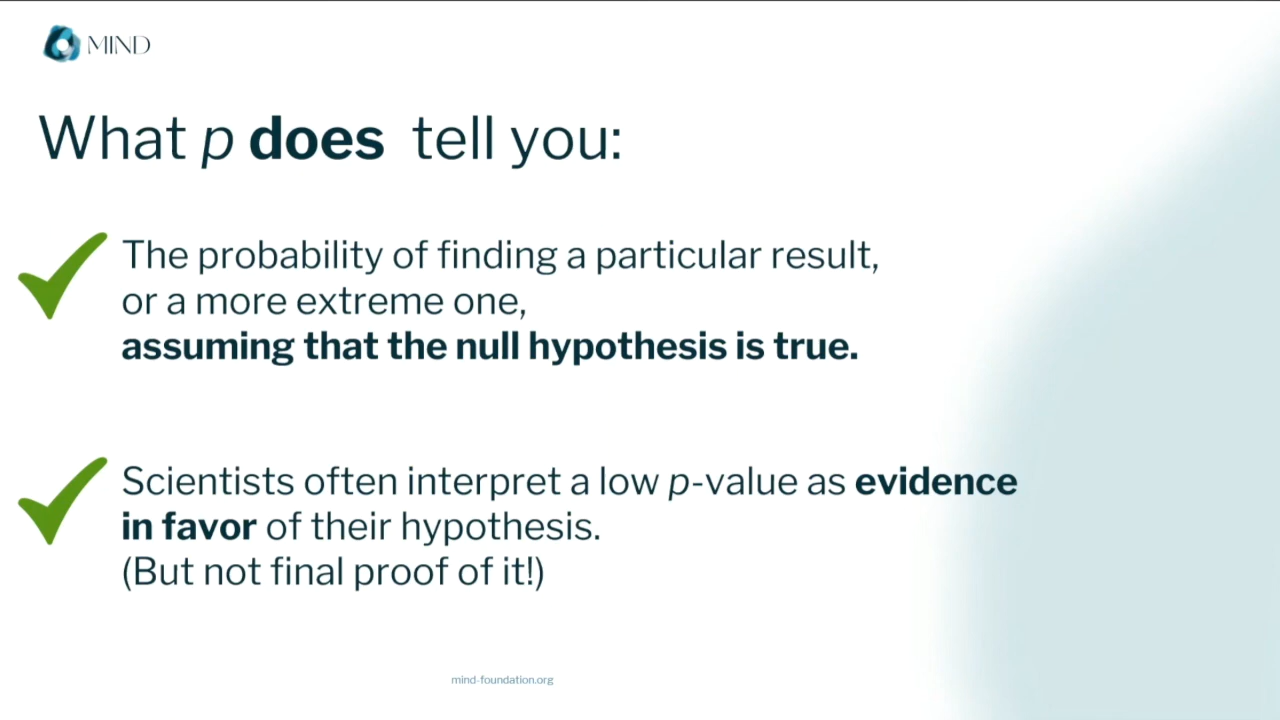 MIND
What p does tell you:
The probability of finding a particular result,
or a more extreme one,
assuming that the null hypothesis is true.
Scientists often interpret a low p-value as evidence
in favor of their hypothesis.
(But not final proof of it!)
mind-foundation.org